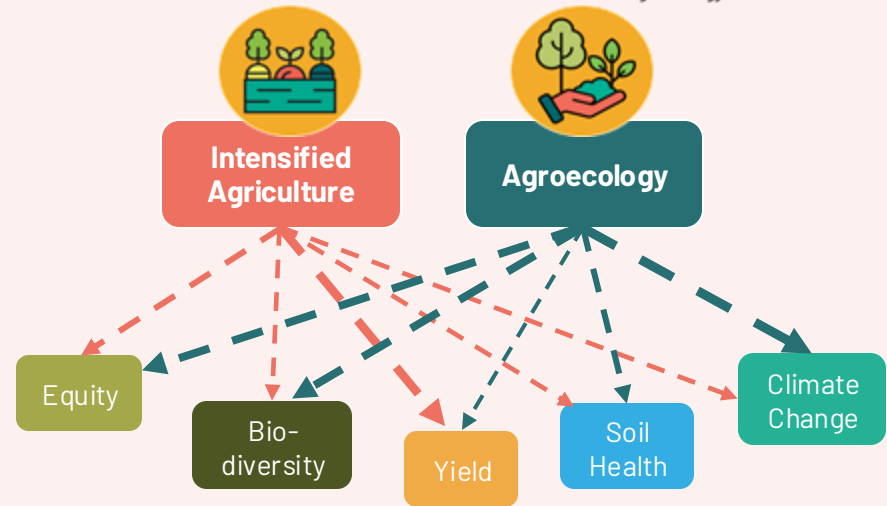 Intensified
Agriculture
Agroecology
Equity
Bio-
diversity
Yield
Soil
Health
Climate
Change